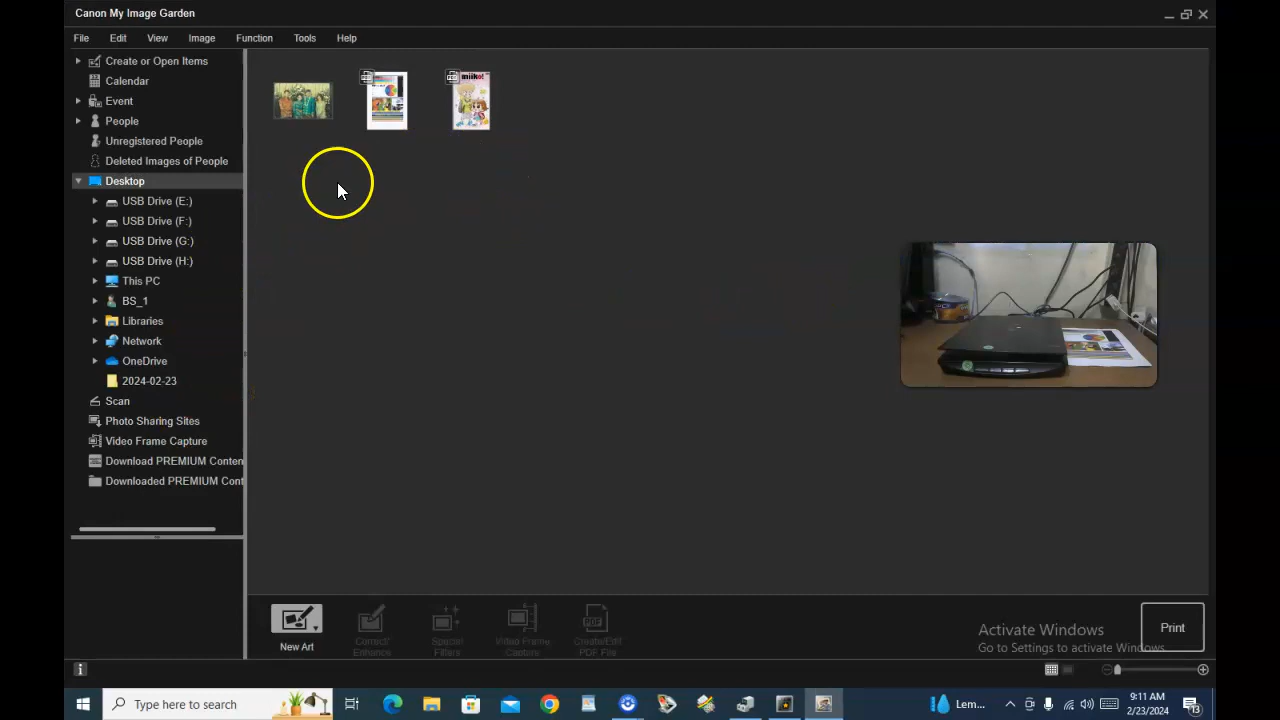 Canon My Image Garden
File Edit View Image Function Tools Help
Create or Open Items
Calendar
Event
People
Unregistered People
Deleted Images of People
Desktop
USB Drive (E:)
USB Drive (F:)
USB Drive (G:)
USB Drive (H:)
This PC
BS_1
Libraries
Network
OneDrive
2024-02-23
Scan
Photo Sharing Sites
Video Frame Capture
Download PREMIUM Conten
Downloaded PREMIUM Cont
PDF
PDF
miiko!
New Art
Correct/
Enhance
Special
Filters
Video Frame
Capture
PDF
Create/Edit
PDF File
Print
Activate Windows
Go to Settings to activate Windows.
Type here to search
Lem...
9:11 AM
2/23/2024
13